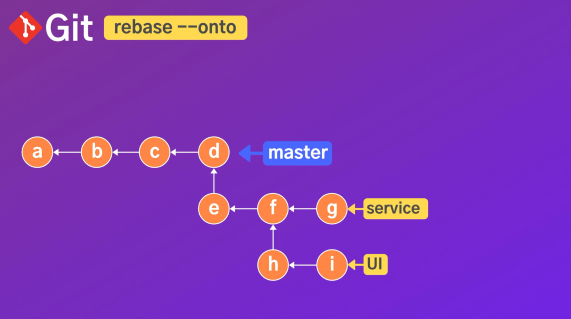 Git rebase --onto
a b c d master
e f g service
h i UI